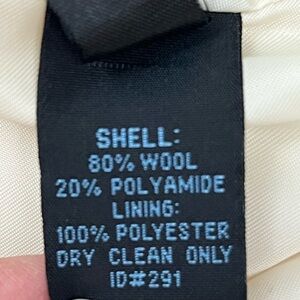 SHELL:
80% WOOL
20% POLYAMIDE
LINING:
100% POLYESTER
DRY CLEAN ONLY
ID#291